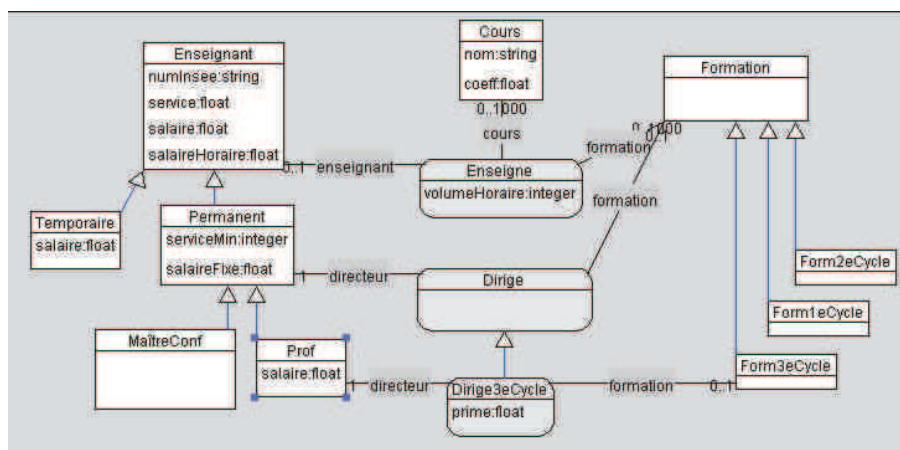 Enseignant
numInsee:string
service:float
salaire:float
salaireHoraire:float
Cours
nom:string
coeff:float
0..1000
cours
Formation
0..1 enseignant
Enseigne
volumeHoraire:integer
formation
0..1
Temporaire
salaire:float
Permanent
serviceMin:integer
salaireFixe:float
1 directeur
Dirige
formation
Form2eCycle
Form1eCycle
Form3eCycle
MaîtreConf
Prof
salaire:float
1 directeur
Dirige3eCycle
prime:float
formation 0..1